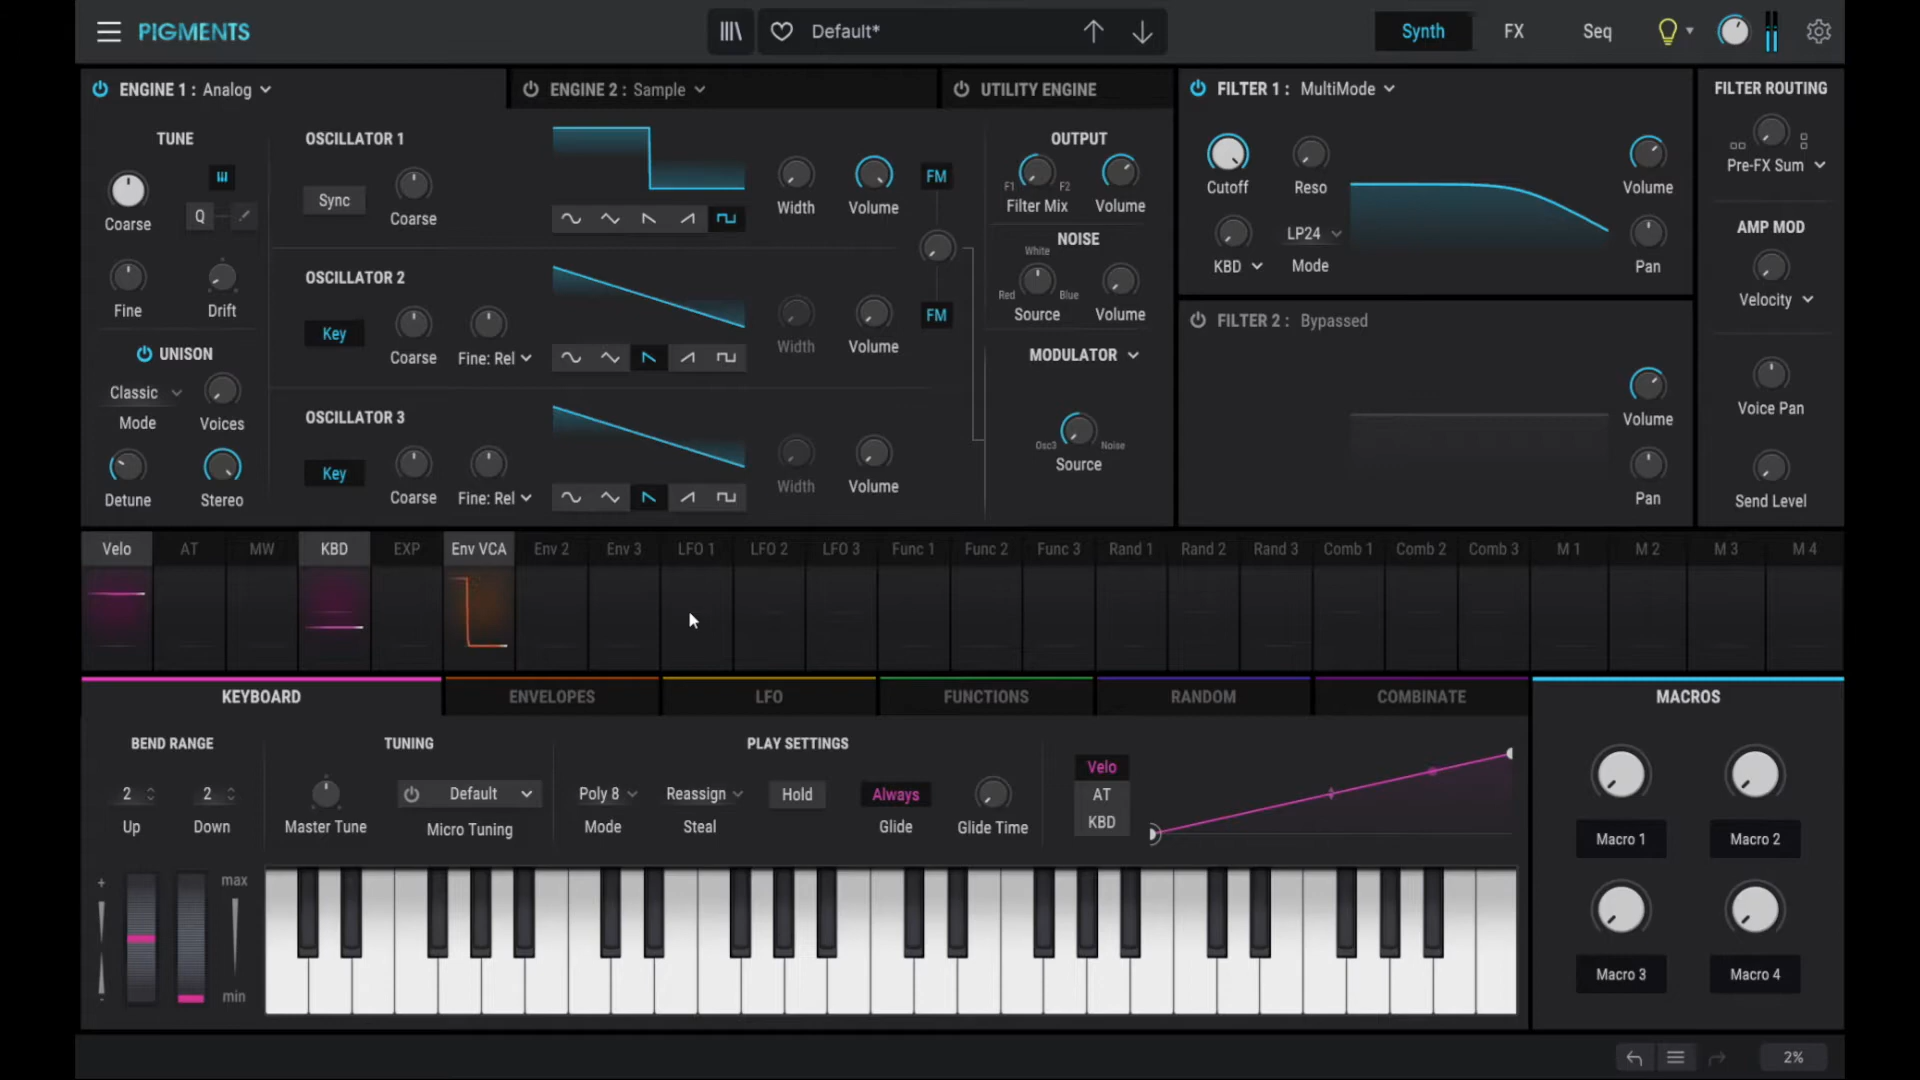 PIGMENTS
Default*
Synth FX Seq
ENGINE 1 : Analog
ENGINE 2 : Sample
UTILITY ENGINE
FILTER 1 : MultiMode
FILTER ROUTING
TUNE
Coarse
Q
Fine Drift
UNISON
Classic
Mode Voices
Detune Stereo
OSCILLATOR 1
Sync
Coarse
Width Volume
FM
OSCILLATOR 2
Key
Coarse Fine: Rel
Width Volume
FM
OSCILLATOR 3
Key
Coarse Fine: Rel
Width Volume
OUTPUT
F1 F2
Filter Mix Volume
NOISE
White
Red Blue
Source Volume
MODULATOR
Osc3 Noise
Source
Cutoff Reso
Volume
KBD
LP24
Mode
Pan
FILTER 2 : Bypassed
Volume
Pan
Pre-FX Sum
AMP MOD
Velocity
Voice Pan
Send Level
Velo AT MW KBD EXP Env VCA Env 2 Env 3 LFO 1 LFO 2 LFO 3 Func 1 Func 2 Func 3 Rand 1 Rand 2 Rand 3 Comb 1 Comb 2 Comb 3 M 1 M 2 M 3 M 4
KEYBOARD ENVELOPES LFO FUNCTIONS RANDOM COMBINATE MACROS
BEND RANGE
2 2
Up Down
TUNING
Master Tune
Default
Micro Tuning
PLAY SETTINGS
Poly 8 Reassign Hold Always
Mode Steal Glide Glide Time
Velo
AT
KBD
+
-
max
min
Macro 1 Macro 2
Macro 3 Macro 4
2%